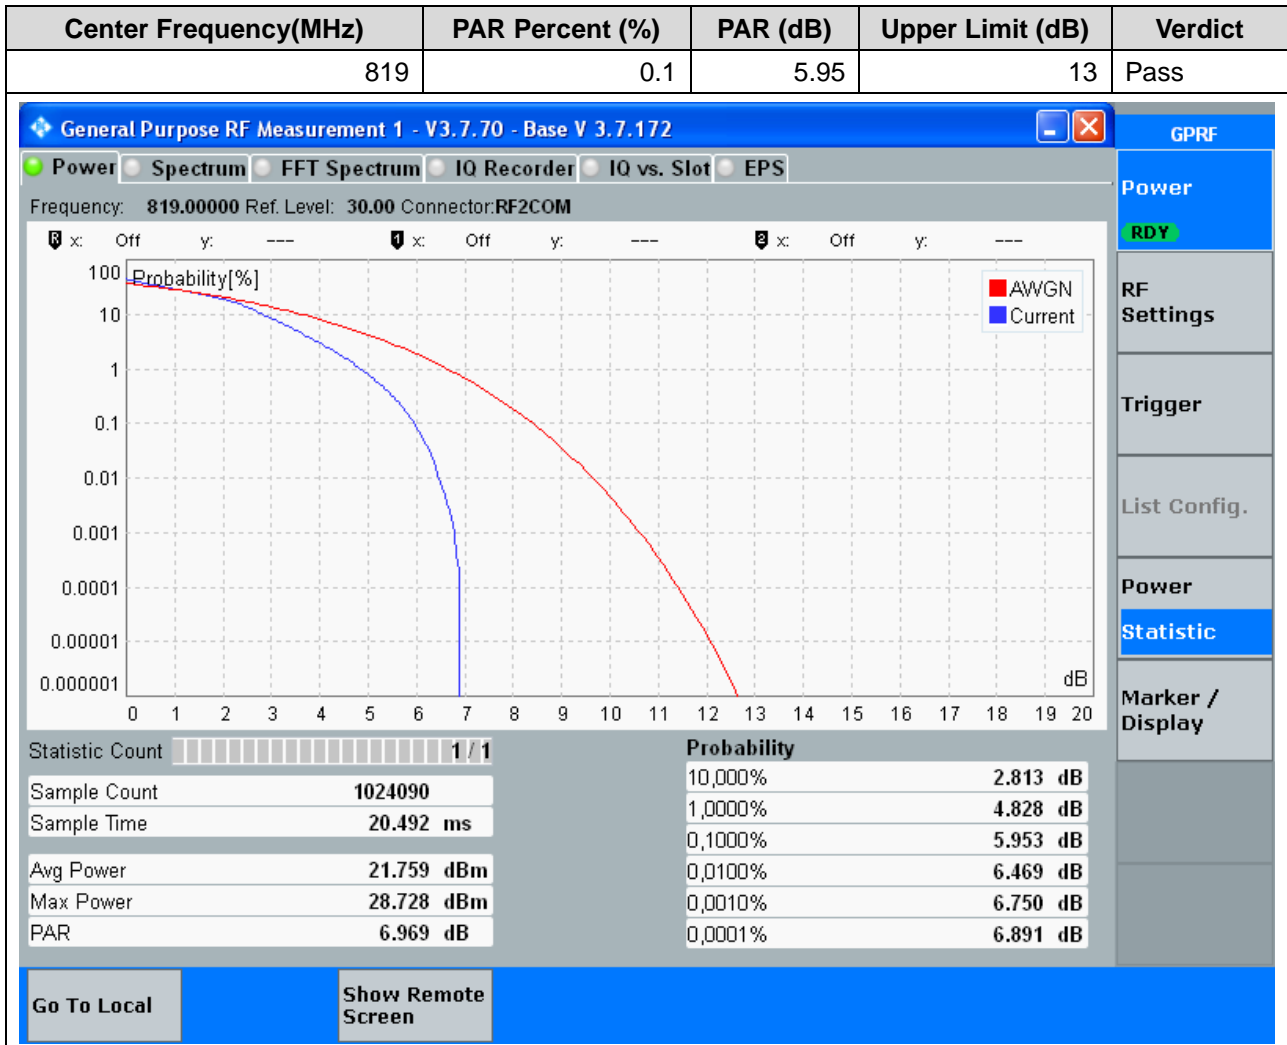 Center Frequency(MHz) PAR Percent (%) PAR (dB) Upper Limit (dB) Verdict
819 0.1 5.95 13 Pass
General Purpose RF Measurement 1 - V3.7.70 - Base V 3.7.172
GPRF
Power Spectrum FFT Spectrum IQ Recorder IQ vs. Slot EPS
Power
RDY
Frequency: 819.00000 Ref. Level: 30.00 Connector:RF2COM
R x: Off y: --- 1 x: Off y: --- 2 x: Off y: ---
Probability[%]
AWGN
Current
100
10
1
0.1
0.01
0.001
0.0001
0.00001
0.000001
dB
0 1 2 3 4 5 6 7 8 9 10 11 12 13 14 15 16 17 18 19 20
RF
Settings
Trigger
List Config.
Power
Statistic
Marker /
Display
Statistic Count 1 / 1
Sample Count 1024090
Sample Time 20.492 ms
Avg Power 21.759 dBm
Max Power 28.728 dBm
PAR 6.969 dB
Probability
10,000% 2.813 dB
1,0000% 4.828 dB
0,1000% 5.953 dB
0,0100% 6.469 dB
0,0010% 6.750 dB
0,0001% 6.891 dB
Go To Local
Show Remote
Screen